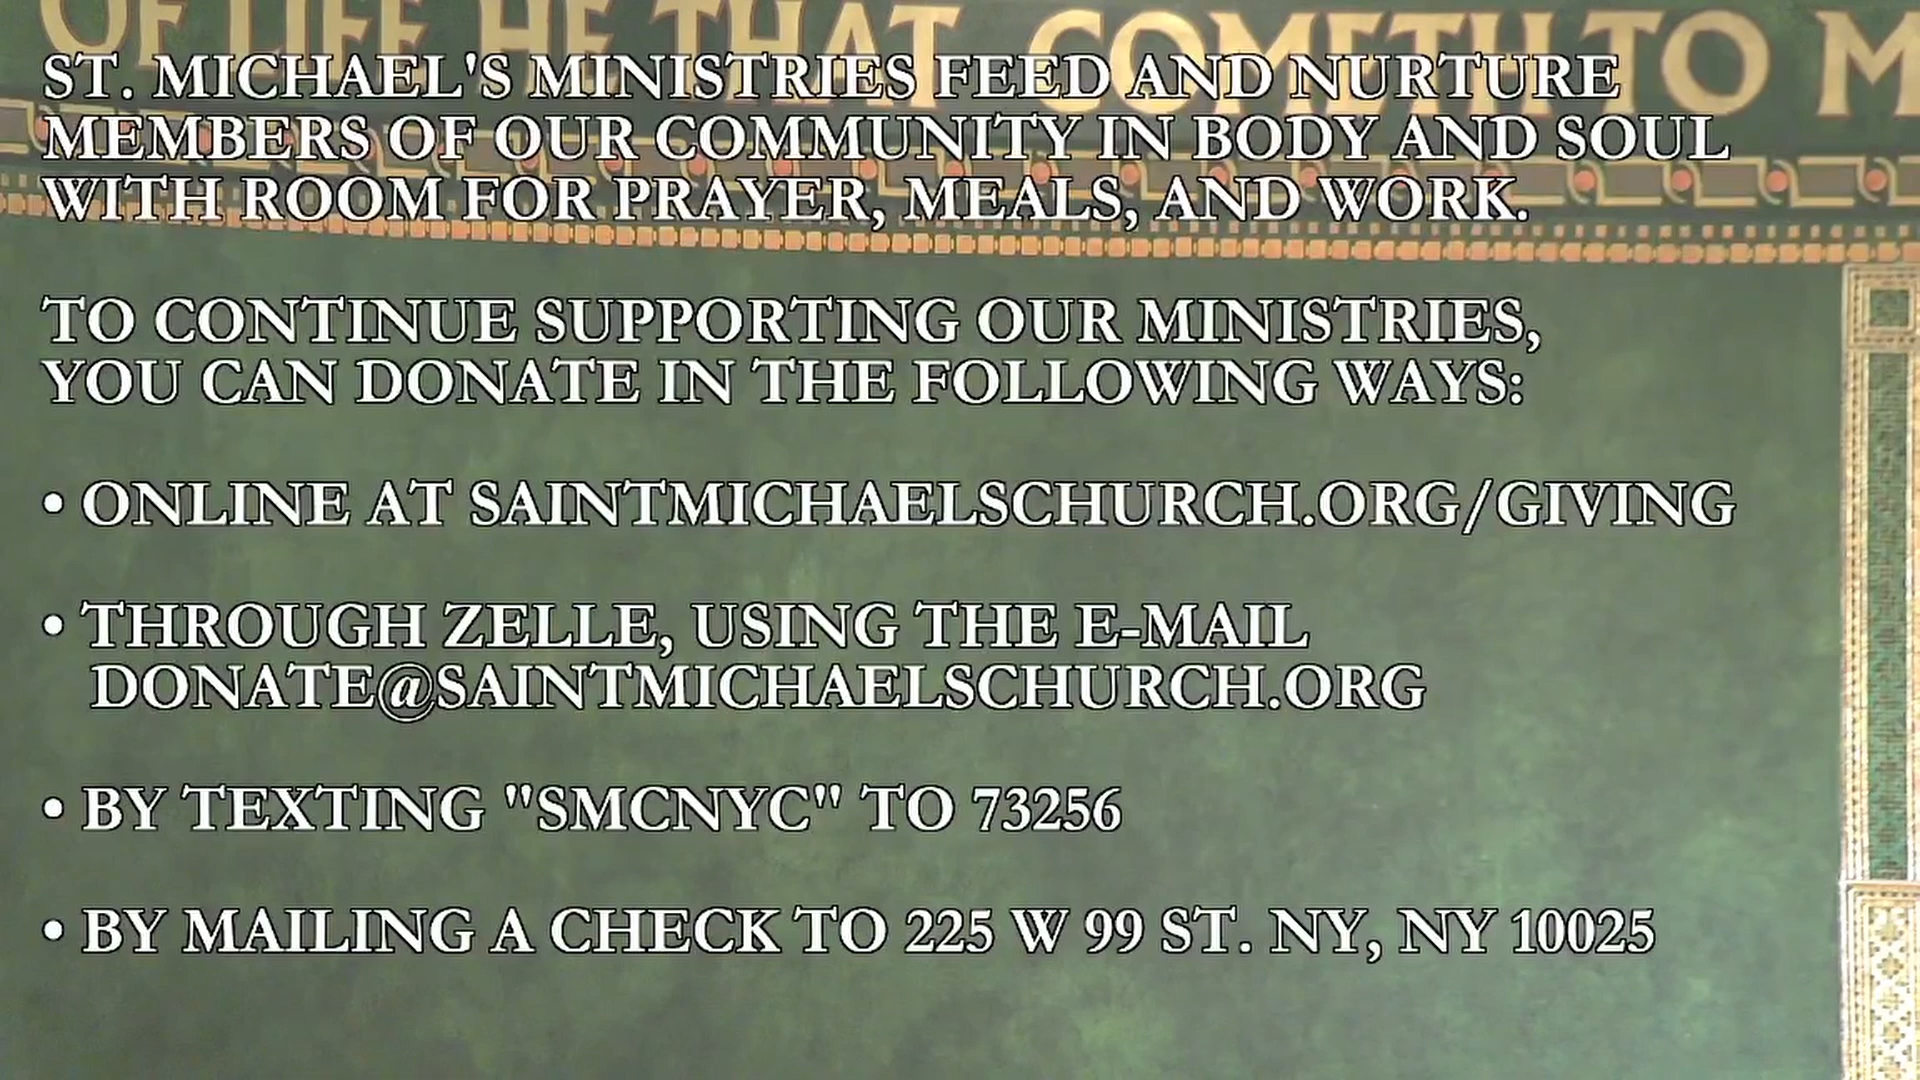 OF LIFE HE THAT COMETH TO M
ST. MICHAEL'S MINISTRIES FEED AND NURTURE
MEMBERS OF OUR COMMUNITY IN BODY AND SOUL
WITH ROOM FOR PRAYER, MEALS, AND WORK.
TO CONTINUE SUPPORTING OUR MINISTRIES,
YOU CAN DONATE IN THE FOLLOWING WAYS:
• ONLINE AT SAINTMICHAELSCHURCH.ORG/GIVING
• THROUGH ZELLE, USING THE E-MAIL
DONATE@SAINTMICHAELSCHURCH.ORG
• BY TEXTING "SMCNYC" TO 73256
• BY MAILING A CHECK TO 225 W 99 ST. NY, NY 10025